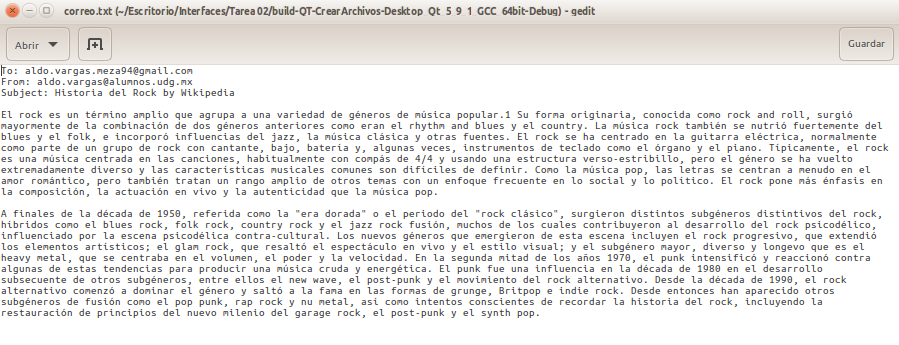 correo.txt (~/Escritorio/Interfaces/Tarea 02/build-QT-CrearArchivos-Desktop Qt 5 9 1 GCC 64bit-Debug) - gedit
Abrir
Guardar
To: aldo.vargas.meza94@gmail.com
From: aldo.vargas@alumnos.udg.mx
Subject: Historia del Rock by Wikipedia
El rock es un término amplio que agrupa a una variedad de géneros de música popular.1 Su forma originaria, conocida como rock and roll, surgió
mayormente de la combinación de dos géneros anteriores como eran el rhythm and blues y el country. La música rock también se nutrió fuertemente del
blues y el folk, e incorporó influencias del jazz, la música clásica y otras fuentes. El rock se ha centrado en la guitarra eléctrica, normalmente
como parte de un grupo de rock con cantante, bajo, batería y, algunas veces, instrumentos de teclado como el órgano y el piano. Típicamente, el rock
es una música centrada en las canciones, habitualmente con compás de 4/4 y usando una estructura verso-estribillo, pero el género se ha vuelto
extremadamente diverso y las características musicales comunes son difíciles de definir. Como la música pop, las letras se centran a menudo en el
amor romántico, pero también tratan un rango amplio de otros temas con un enfoque frecuente en lo social y lo político. El rock pone más énfasis en
la composición, la actuación en vivo y la autenticidad que la música pop.
A finales de la década de 1950, referida como la "era dorada" o el periodo del "rock clásico", surgieron distintos subgéneros distintivos del rock,
híbridos como el blues rock, folk rock, country rock y el jazz rock fusión, muchos de los cuales contribuyeron al desarrollo del rock psicodélico,
influenciado por la escena psicodélica contra-cultural. Los nuevos géneros que emergieron de esta escena incluyen el rock progresivo, que extendió
los elementos artísticos; el glam rock, que resaltó el espectáculo en vivo y el estilo visual; y el subgénero mayor, diverso y longevo que es el
heavy metal, que se centraba en el volumen, el poder y la velocidad. En la segunda mitad de los años 1970, el punk intensificó y reaccionó contra
algunas de estas tendencias para producir una música cruda y energética. El punk fue una influencia en la década de 1980 en el desarrollo
subsecuente de otros subgéneros, entre ellos el new wave, el post-punk y el movimiento del rock alternativo. Desde la década de 1990, el rock
alternativo comenzó a dominar el género y saltó a la fama en las formas de grunge, Britpop e indie rock. Desde entonces han aparecido otros
subgéneros de fusión como el pop punk, rap rock y nu metal, así como intentos conscientes de recordar la historia del rock, incluyendo la
restauración de principios del nuevo milenio del garage rock, el post-punk y el synth pop.